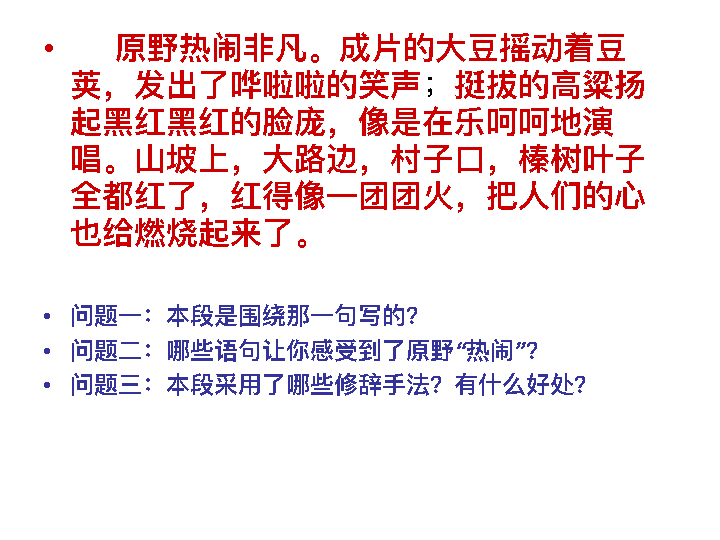 • 原野热闹非凡。成片的大豆摇动着豆
荚，发出了哗啦啦的笑声；挺拔的高粱扬
起黑红黑红的脸庞，像是在乐呵呵地演
唱。山坡上，大路边，村子口，榛树叶子
全都红了，红得像一团团火，把人们的心
也给燃烧起来了。
• 问题一：本段是围绕那一句写的？
• 问题二：哪些语句让你感受到了原野“热闹”？
• 问题三：本段采用了哪些修辞手法？有什么好处？